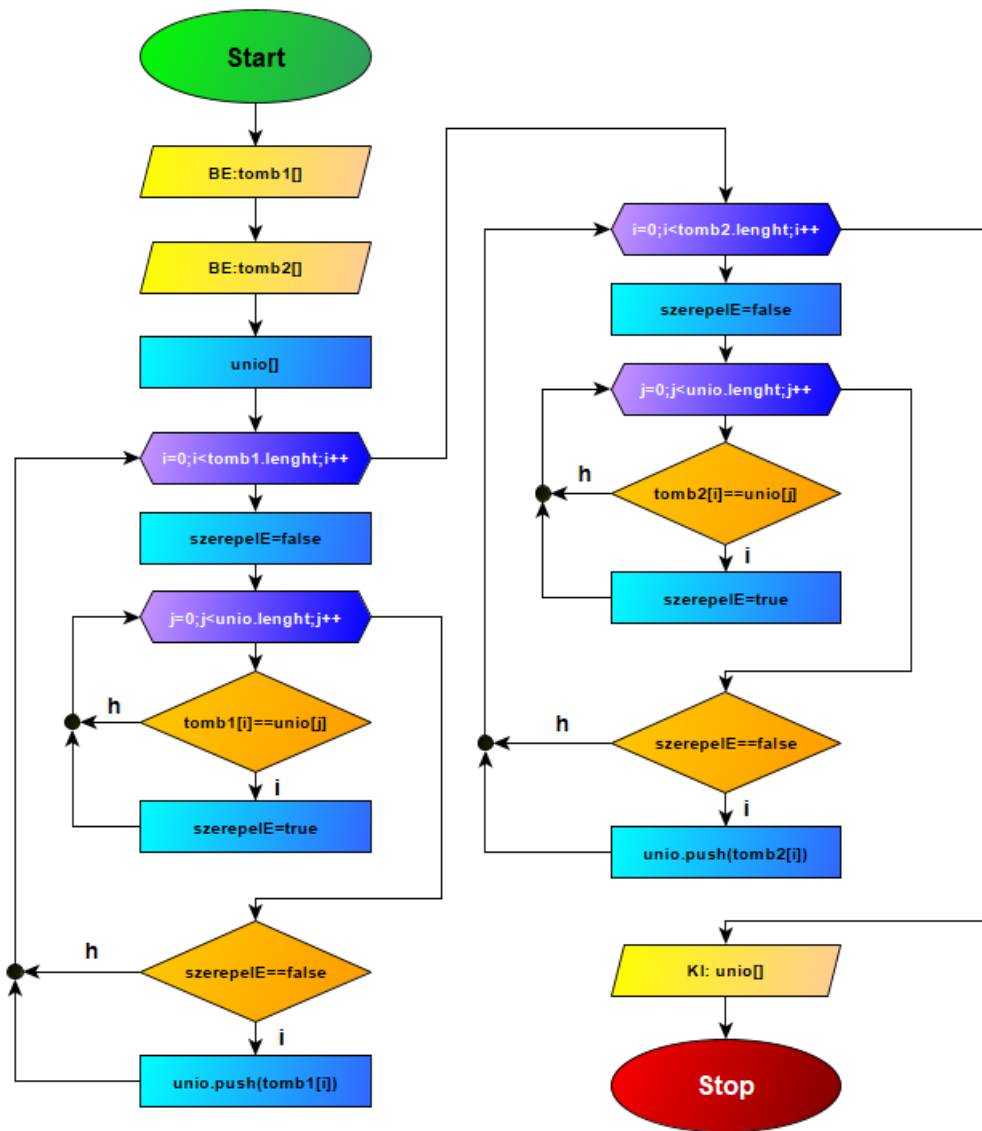 Start
BE:tomb1[]
BE:tomb2[]
unio[]
i=0;i<tomb1.lenght;i++
szerepelE=false
j=0;j<unio.lenght;j++
h
tomb1[i]==unio[j]
i
szerepelE=true
h
szerepelE==false
i
unio.push(tomb1[i])
i=0;i<tomb2.lenght;i++
szerepelE=false
j=0;j<unio.lenght;j++
h
tomb2[i]==unio[j]
i
szerepelE=true
h
szerepelE==false
i
unio.push(tomb2[i])
KI: unio[]
Stop